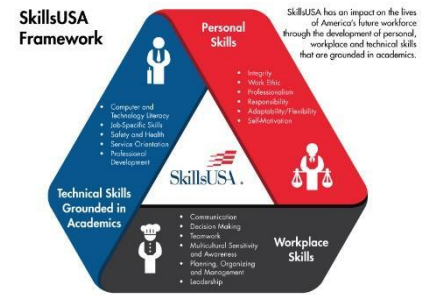 SkillsUSA
Framework
SkillsUSA has an impact on the lives
of America's future workforce
through the development of personal,
workplace and technical skills
that are grounded in academics.
Personal
Skills
• Integrity
• Work Ethic
• Professionalism
• Responsibility
• Adaptability/Flexibility
• Self-Motivation
• Computer and
Technology Literacy
• Job-Specific Skills
• Safety and Health
• Service Orientation
• Professional
Development
SkillsUSA.
Technical Skills
Grounded in
Academics
• Communication
• Decision Making
• Teamwork
• Multicultural Sensitivity
and Awareness
• Planning, Organizing
and Management
• Leadership
Workplace
Skills